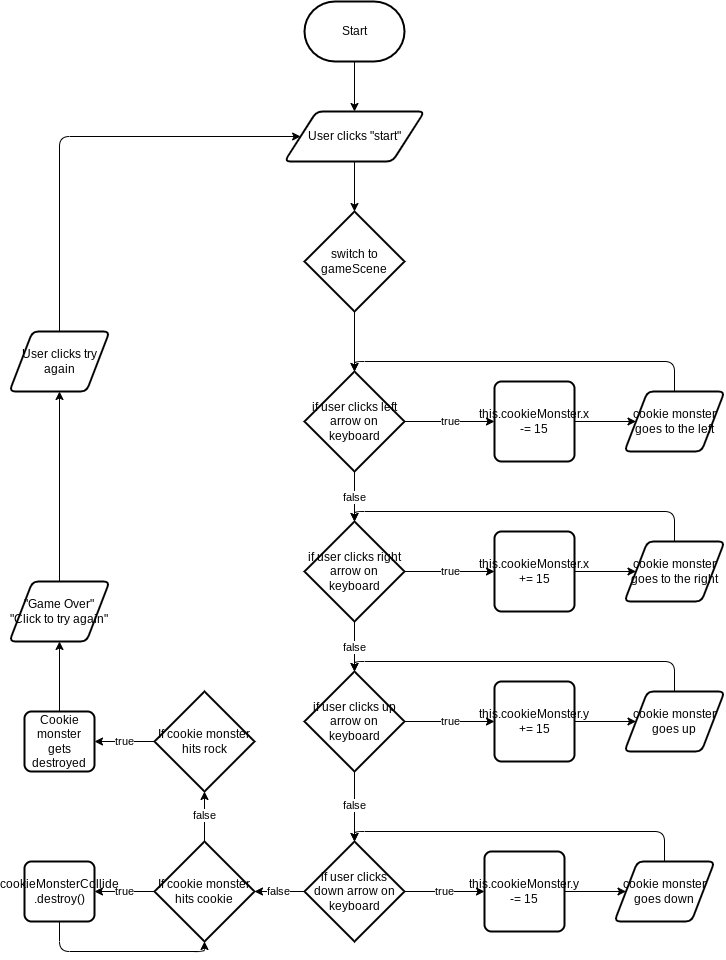 Start
User clicks "start"
switch to
gameScene
User clicks try
again
if user clicks left
arrow on
keyboard
true
this.cookieMonster.x
-= 15
cookie monster
goes to the left
false
if user clicks right
arrow on
keyboard
true
this.cookieMonster.x
+= 15
cookie monster
goes to the right
"Game Over"
"Click to try again"
false
if user clicks up
arrow on
keyboard
true
this.cookieMonster.y
+= 15
cookie monster
goes up
Cookie
monster
gets
destroyed
true
If cookie monster
hits rock
false
false
cookieMonsterCollide
.destroy()
true
If cookie monster
hits cookie
false
if user clicks
down arrow on
keyboard
true
this.cookieMonster.y
-= 15
cookie monster
goes down